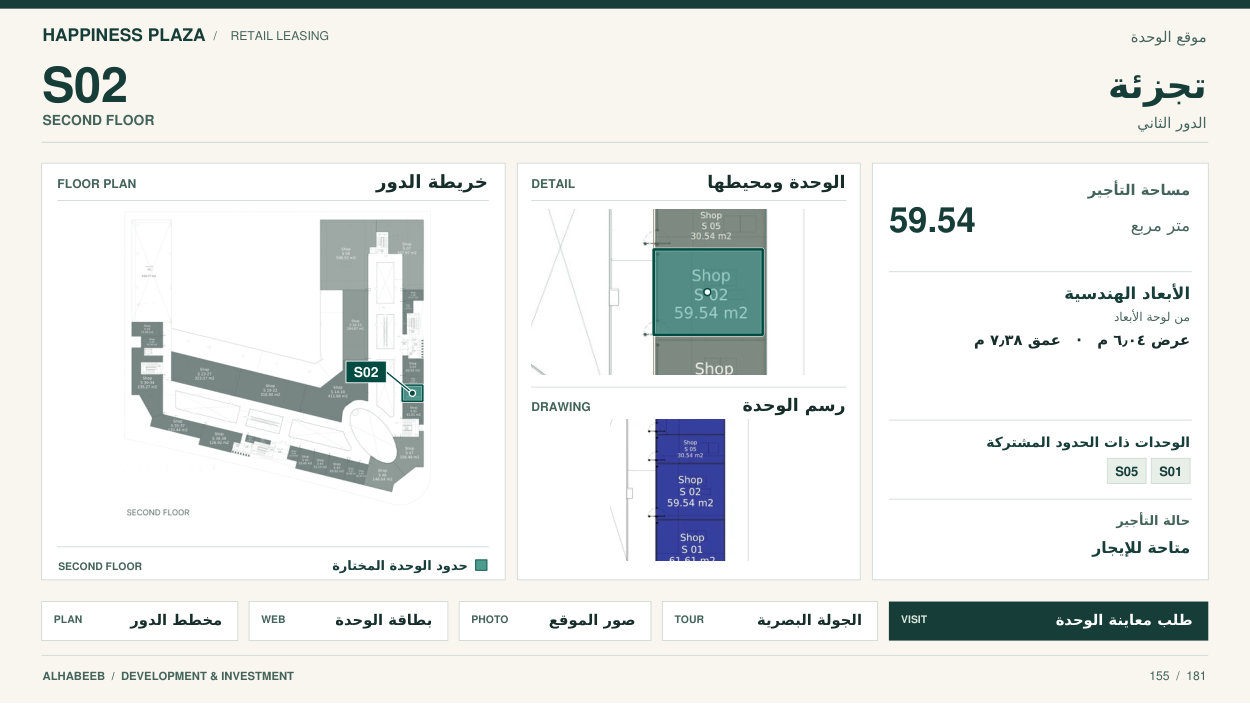 HAPPINESS PLAZA / RETAIL LEASING
موقع الوحدة
S02
تجزئة
SECOND FLOOR
الدور الثاني
FLOOR PLAN
خريطة الدور
S02
SECOND FLOOR
SECOND FLOOR
حدود الوحدة المختارة
DETAIL
الوحدة ومحيطها
Shop
S 05
30.54 m2
Shop
S 02
59.54 m2
Shop
DRAWING
رسم الوحدة
Shop
S 05
30.54 m2
Shop
S 02
59.54 m2
Shop
S 01
61.61 m2
مساحة التأجير
59.54
متر مربع
الأبعاد الهندسية
من لوحة الأبعاد
عرض ٦٫٠٤ م · عمق ٧٫٣٨ م
الوحدات ذات الحدود المشتركة
S05 S01
حالة التأجير
متاحة للإيجار
PLAN مخطط الدور
WEB بطاقة الوحدة
PHOTO صور الموقع
TOUR الجولة البصرية
VISIT طلب معاينة الوحدة
ALHABEEB / DEVELOPMENT & INVESTMENT
155 / 181